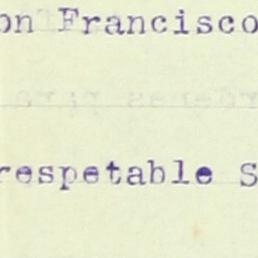 on Francisco
respetable S